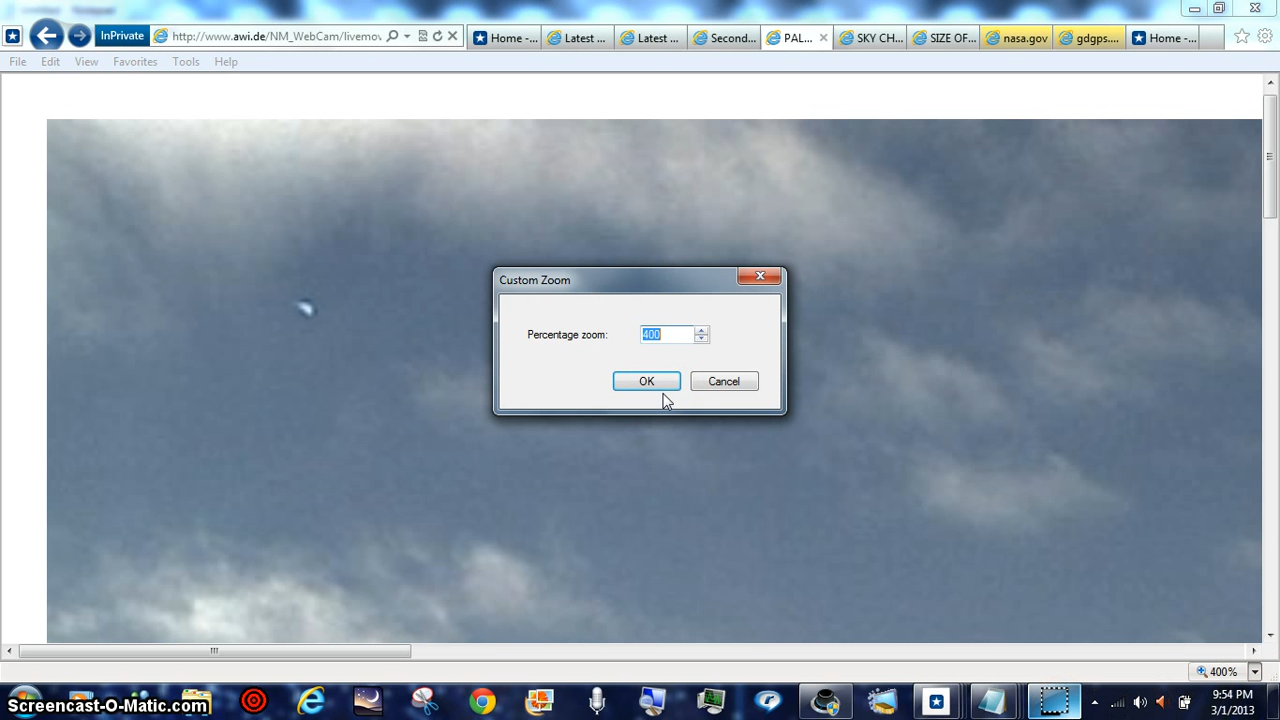 InPrivate
http://www.awi.de/NM_WebCam/livemov
Home -...
Latest ...
Latest ...
Second...
PAL...
SKY CH...
SIZE OF...
nasa.gov
gdgps....
Home -...
File Edit View Favorites Tools Help
Custom Zoom
Percentage zoom: 400
OK Cancel
400%
9:54 PM
3/1/2013
Screencast-O-Matic.com